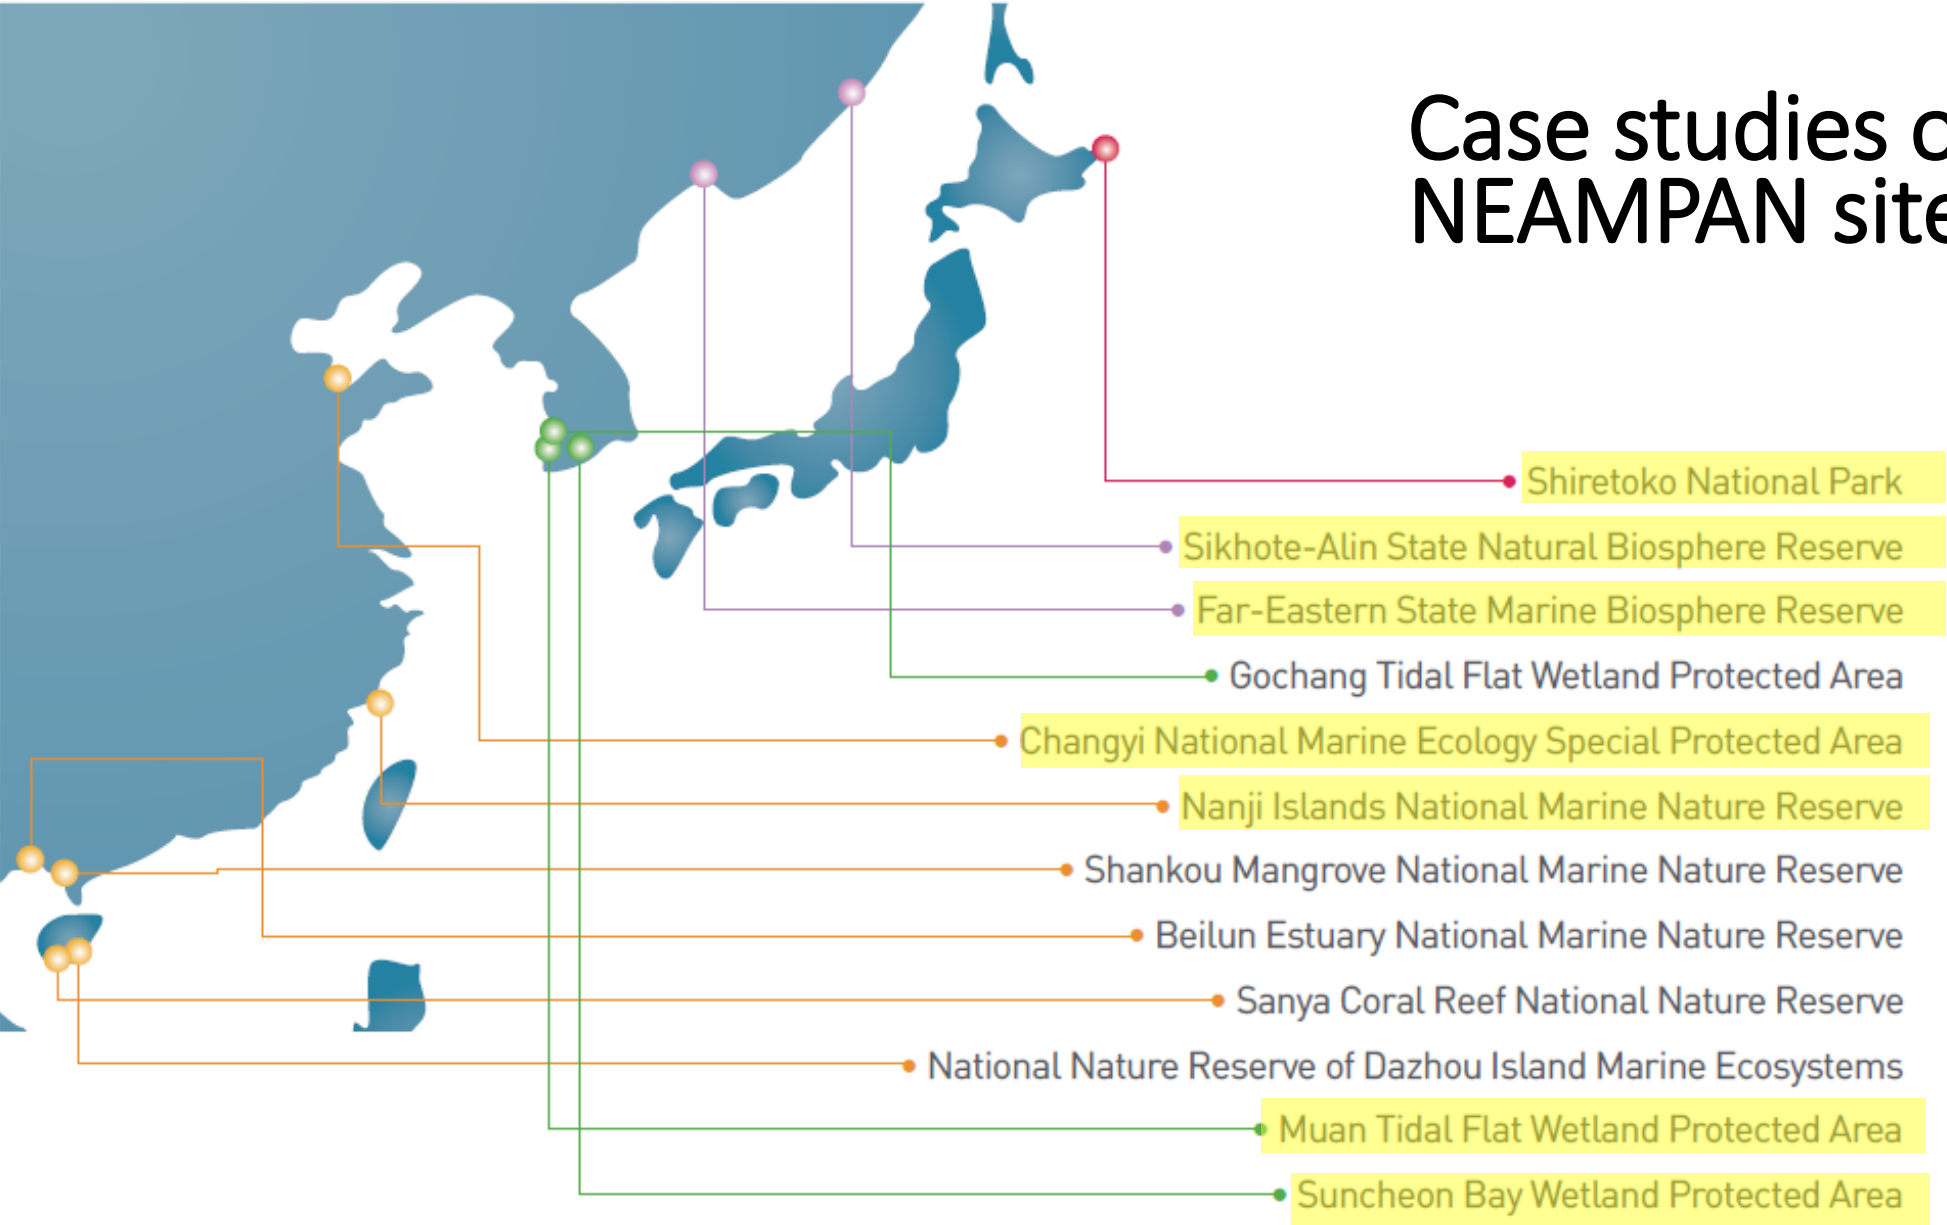 Case studies o
NEAMPAN site
Shiretoko National Park
Sikhote-Alin State Natural Biosphere Reserve
Far-Eastern State Marine Biosphere Reserve
Gochang Tidal Flat Wetland Protected Area
Changyi National Marine Ecology Special Protected Area
Nanji Islands National Marine Nature Reserve
Shankou Mangrove National Marine Nature Reserve
Beilun Estuary National Marine Nature Reserve
Sanya Coral Reef National Nature Reserve
National Nature Reserve of Dazhou Island Marine Ecosystems
Muan Tidal Flat Wetland Protected Area
Suncheon Bay Wetland Protected Area